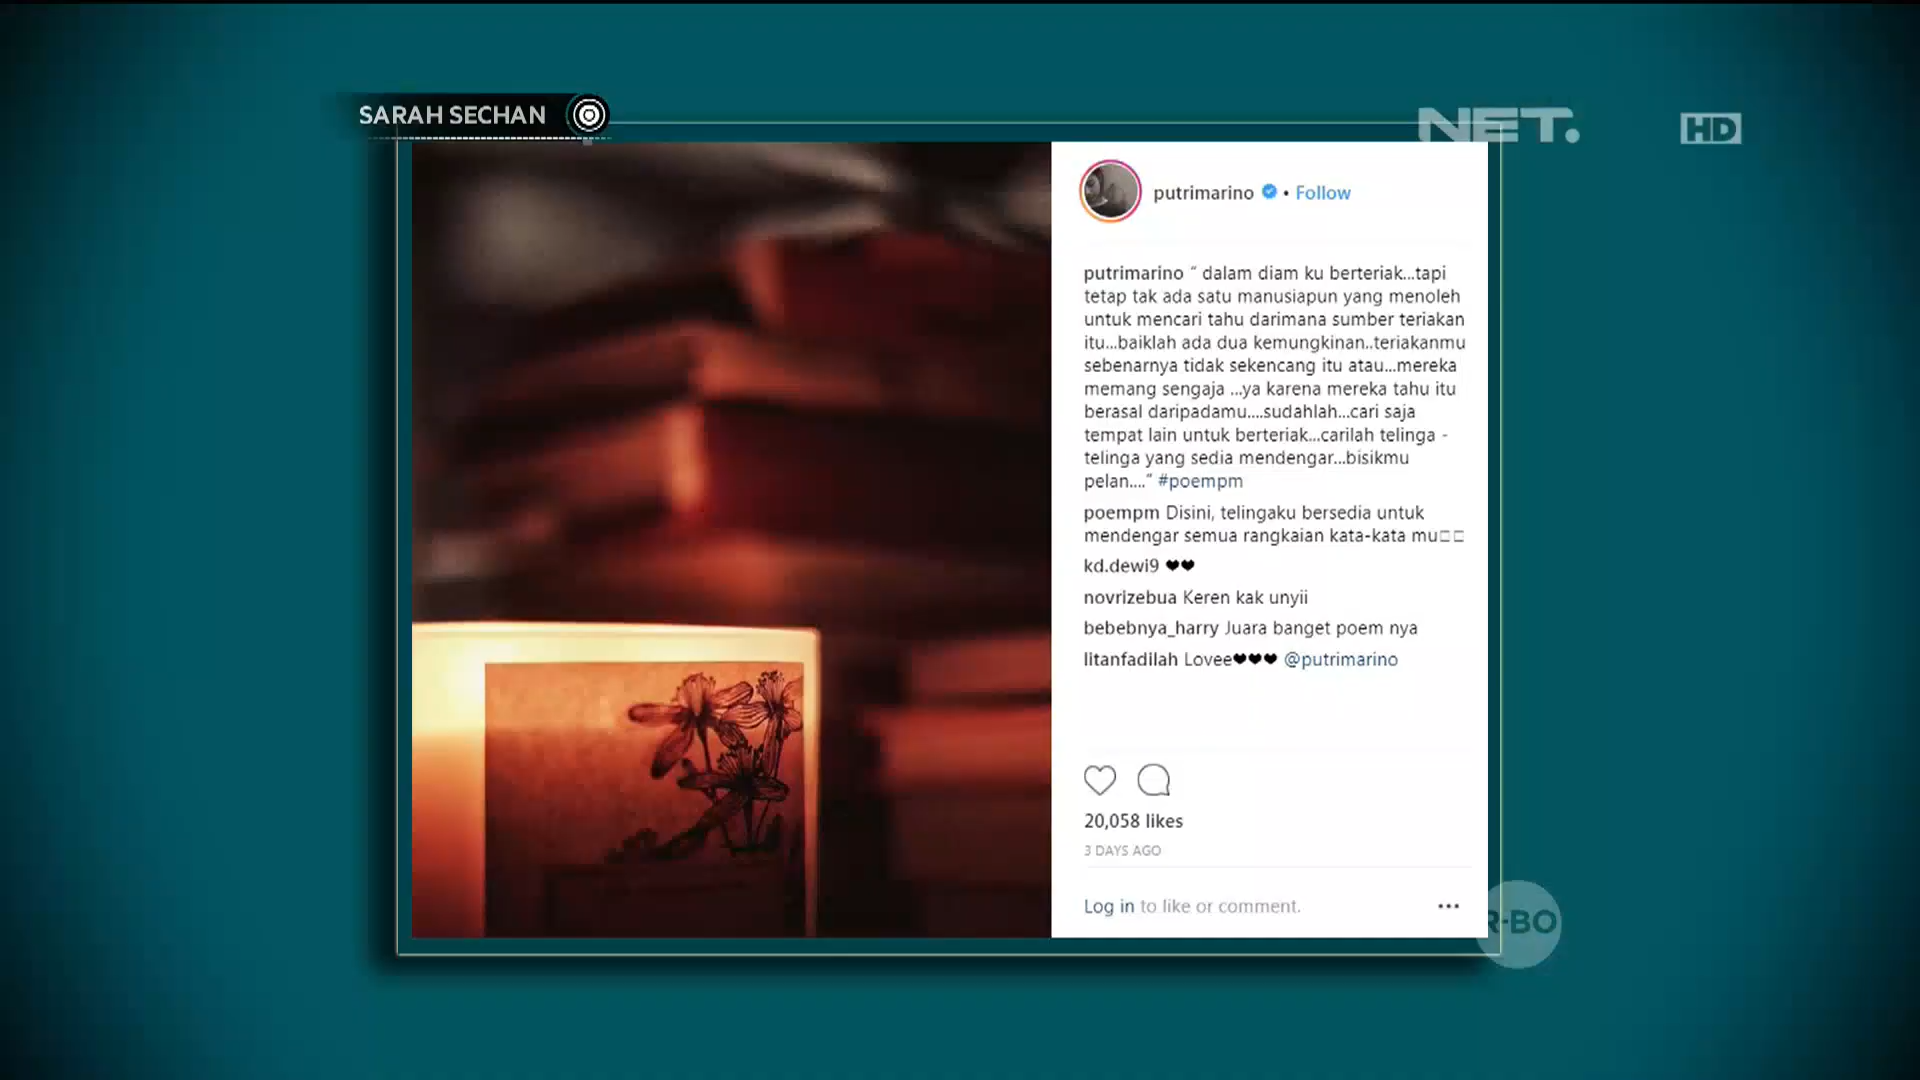 SARAH SECHAN
NET.
HD
putrimarino • Follow
putrimarino “ dalam diam ku berteriak...tapi
tetap tak ada satu manusiapun yang menoleh
untuk mencari tahu darimana sumber teriakan
itu...baiklah ada dua kemungkinan..teriakanmu
sebenarnya tidak sekencang itu atau...mereka
memang sengaja ...ya karena mereka tahu itu
berasal daripadamu....sudahlah...cari saja
tempat lain untuk berteriak...carilah telinga -
telinga yang sedia mendengar...bisikmu
pelan....” #poempm
poempm Disini, telingaku bersedia untuk
mendengar semua rangkaian kata-kata mu□□
kd.dewi9 ❤❤
novrizebua Keren kak unyii
bebebnya_harry Juara banget poem nya
litanfadilah Lovee❤❤❤ @putrimarino
20,058 likes
3 DAYS AGO
Log in to like or comment.
R-BO